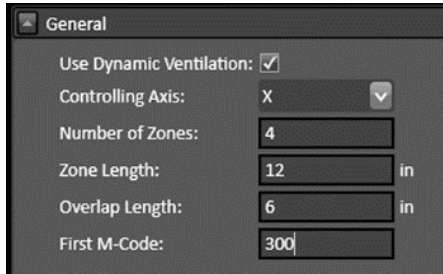 General
Use Dynamic Ventilation:
Controlling Axis: X
Number of Zones: 4
Zone Length: 12 in
Overlap Length: 6 in
First M-Code: 300